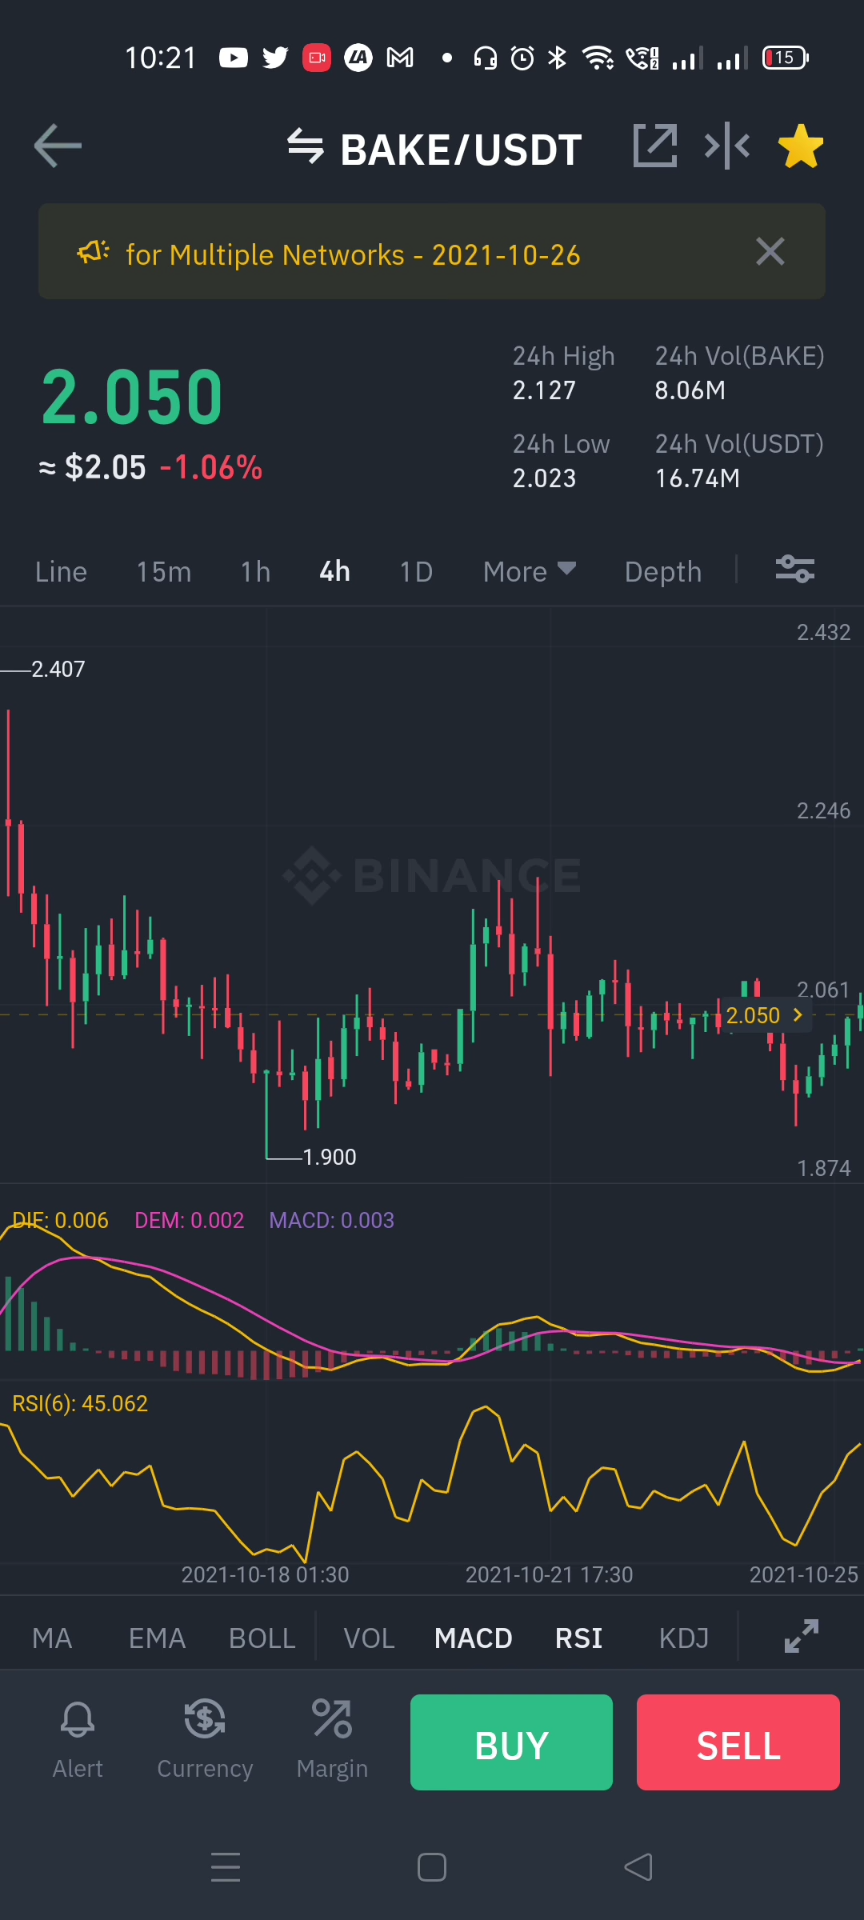 10:21
15
BAKE/USDT
for Multiple Networks - 2021-10-26
2.050
≈ $2.05 -1.06%
24h High
2.127
24h Vol(BAKE)
8.06M
24h Low
2.023
24h Vol(USDT)
16.74M
Line 15m 1h 4h 1D More Depth
2.432
2.407
2.246
BINANCE
2.061
2.050
1.900
1.874
DIF: 0.006 DEM: 0.002 MACD: 0.003
RSI(6): 45.062
2021-10-18 01:30 2021-10-21 17:30 2021-10-25
MA EMA BOLL VOL MACD RSI KDJ
Alert Currency Margin BUY SELL